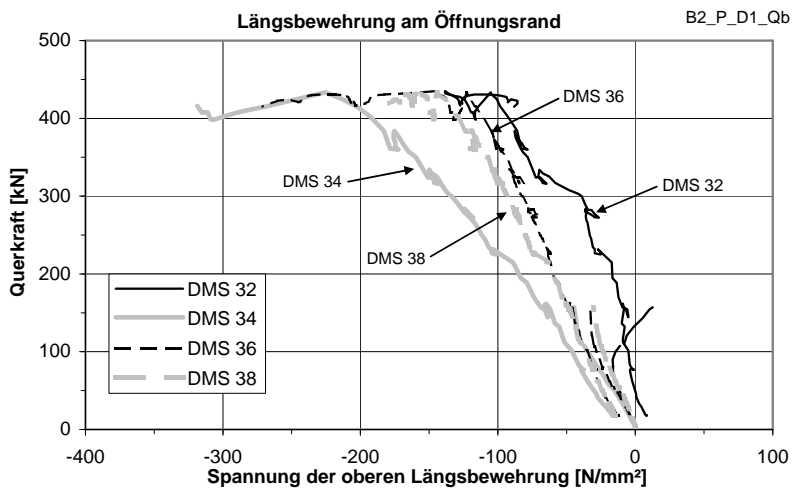 Längsbewehrung am Öffnungsrand
B2_P_D1_Qb
500
400
300
200
100
0
Querkraft [kN]
DMS 36
DMS 34
DMS 32
DMS 38
DMS 32
DMS 34
DMS 36
DMS 38
-400 -300 -200 -100 0 100
Spannung der oberen Längsbewehrung [N/mm²]